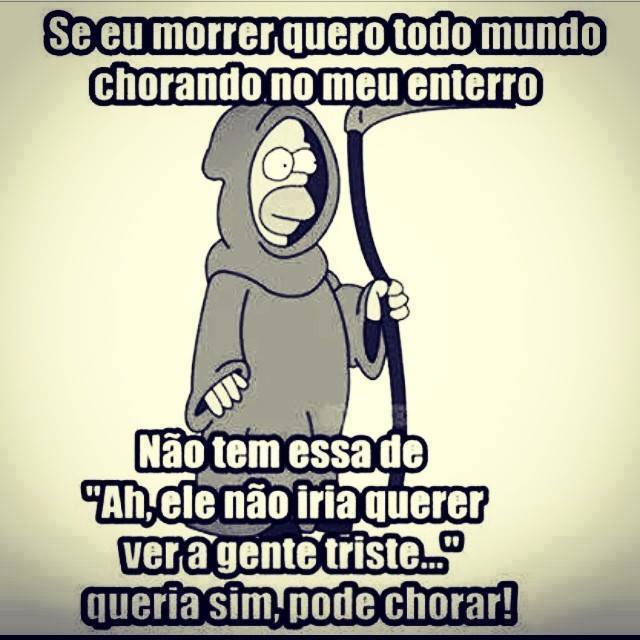 Se eu morrer quero todo mundo
chorando no meu enterro
Não tem essa de
"Ah, ele não iria querer
ver a gente triste..."
queria sim, pode chorar!